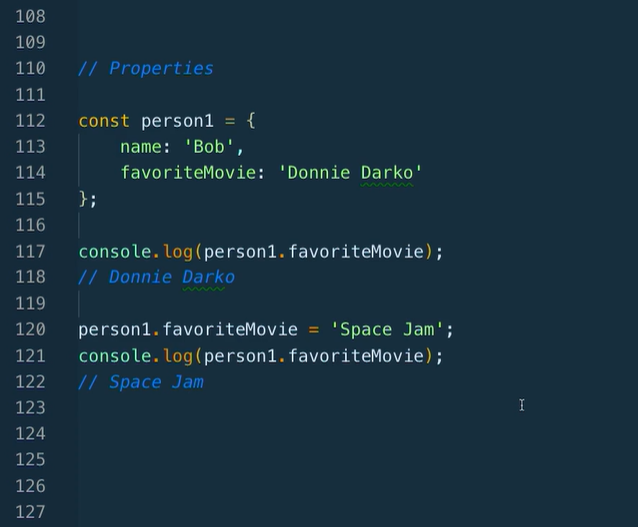 108
109
110 // Properties
111
112 const person1 = {
113     name: 'Bob',
114     favoriteMovie: 'Donnie Darko'
115 };
116
117 console.log(person1.favoriteMovie);
118 // Donnie Darko
119
120 person1.favoriteMovie = 'Space Jam';
121 console.log(person1.favoriteMovie);
122 // Space Jam
123
124
125
126
127